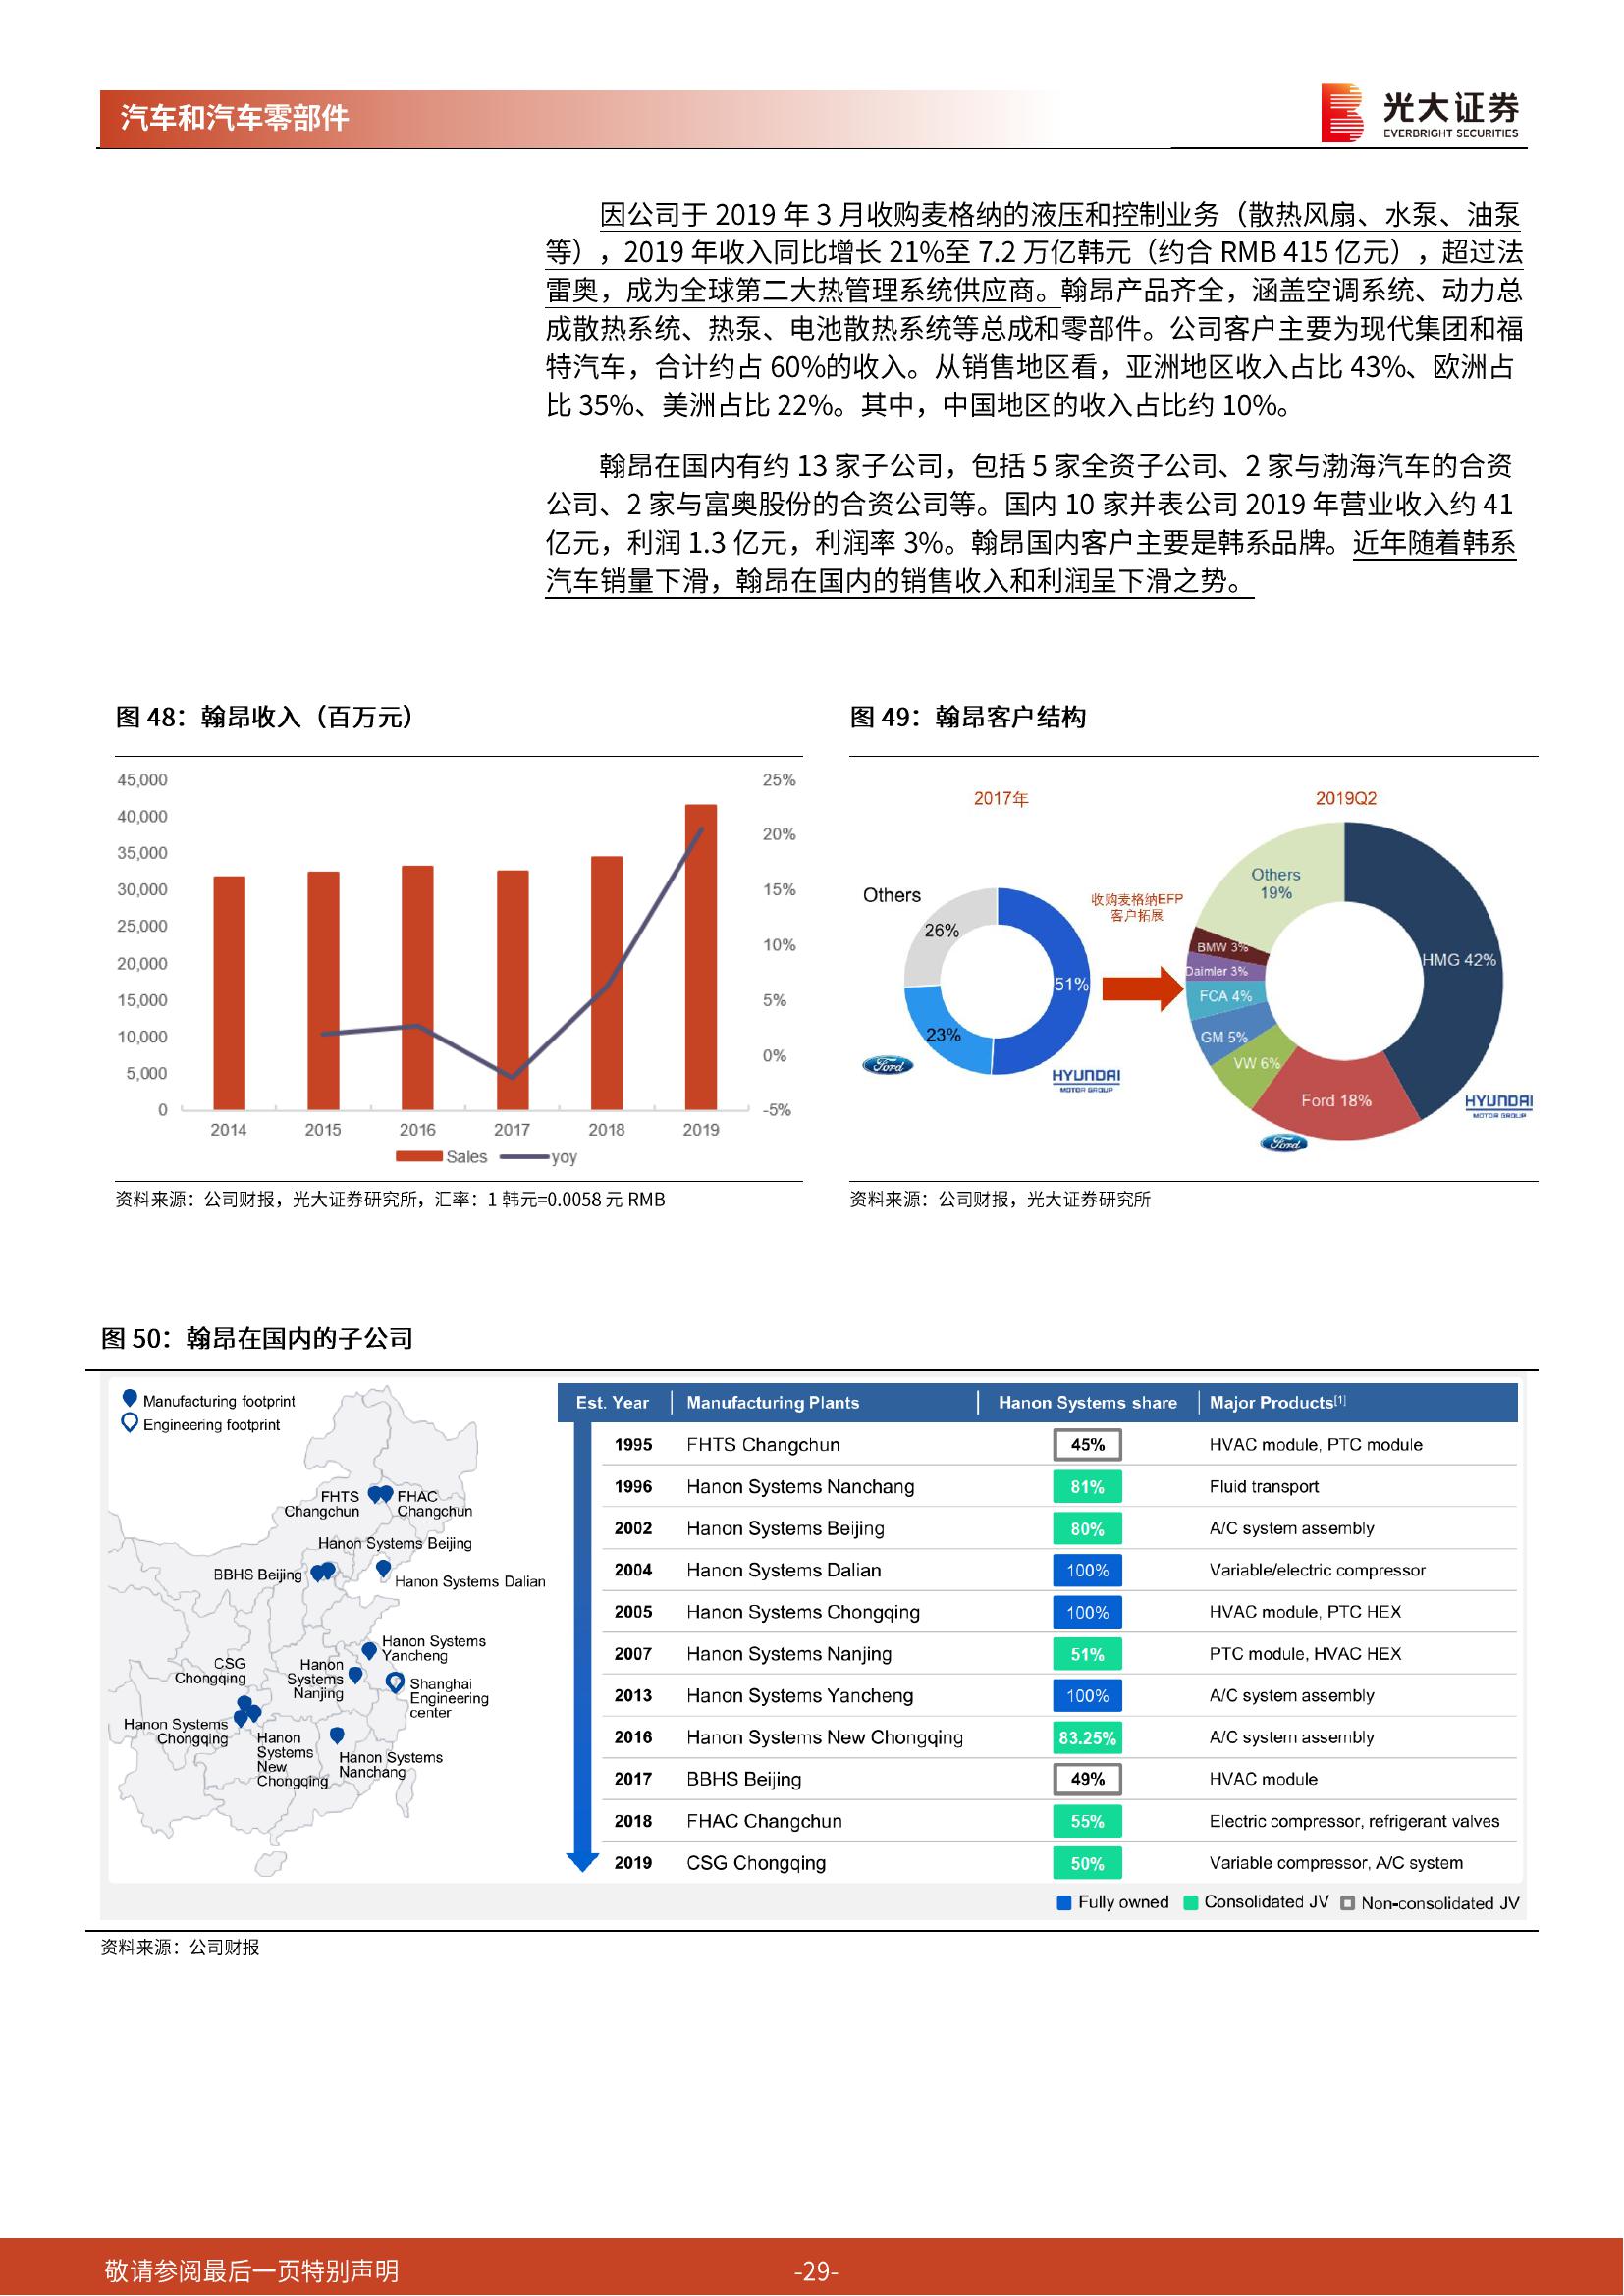 汽车和汽车零部件
光大证券
EVERBRIGHT SECURITIES
因公司于 2019 年 3 月收购麦格纳的液压和控制业务（散热风扇、水泵、油泵
等），2019 年收入同比增长 21%至 7.2 万亿韩元（约合 RMB 415 亿元），超过法
雷奥，成为全球第二大热管理系统供应商。翰昂产品齐全，涵盖空调系统、动力总
成散热系统、热泵、电池散热系统等总成和零部件。公司客户主要为现代集团和福
特汽车，合计约占 60%的收入。从销售地区看，亚洲地区收入占比 43%、欧洲占
比 35%、美洲占比 22%。其中，中国地区的收入占比约 10%。
翰昂在国内有约 13 家子公司，包括 5 家全资子公司、2 家与渤海汽车的合资
公司、2 家与富奥股份的合资公司等。国内 10 家并表公司 2019 年营业收入约 41
亿元，利润 1.3 亿元，利润率 3%。翰昂国内客户主要是韩系品牌。近年随着韩系
汽车销量下滑，翰昂在国内的销售收入和利润呈下滑之势。
图 48：翰昂收入（百万元）
45,000
40,000
35,000
30,000
25,000
20,000
15,000
10,000
5,000
0
25%
20%
15%
10%
5%
0%
-5%
2014 2015 2016 2017 2018 2019
Sales yoy
资料来源：公司财报，光大证券研究所，汇率：1 韩元=0.0058 元 RMB
图 49：翰昂客户结构
2017年
Others
26%
51%
23%
Ford
HYUNDAI
MOTOR GROUP
收购麦格纳EFP
客户拓展
2019Q2
Others
19%
BMW 3%
Daimler 3%
FCA 4%
GM 5%
VW 6%
Ford 18%
HMG 42%
Ford
HYUNDAI
MOTOR GROUP
资料来源：公司财报，光大证券研究所
图 50：翰昂在国内的子公司
Manufacturing footprint
Engineering footprint
FHTS
Changchun
FHAC
Changchun
Hanon Systems Beijing
BBHS Beijing
Hanon Systems Dalian
Hanon Systems
Yancheng
CSG
Chongqing
Hanon
Systems
Nanjing
Shanghai
Engineering
center
Hanon Systems
Chongqing
Hanon
Systems
New
Chongqing
Hanon Systems
Nanchang
Est. Year Manufacturing Plants Hanon Systems share Major Products[1]
1995 FHTS Changchun 45% HVAC module, PTC module
1996 Hanon Systems Nanchang 81% Fluid transport
2002 Hanon Systems Beijing 80% A/C system assembly
2004 Hanon Systems Dalian 100% Variable/electric compressor
2005 Hanon Systems Chongqing 100% HVAC module, PTC HEX
2007 Hanon Systems Nanjing 51% PTC module, HVAC HEX
2013 Hanon Systems Yancheng 100% A/C system assembly
2016 Hanon Systems New Chongqing 83.25% A/C system assembly
2017 BBHS Beijing 49% HVAC module
2018 FHAC Changchun 55% Electric compressor, refrigerant valves
2019 CSG Chongqing 50% Variable compressor, A/C system
Fully owned Consolidated JV Non-consolidated JV
资料来源：公司财报
敬请参阅最后一页特别声明
-29-